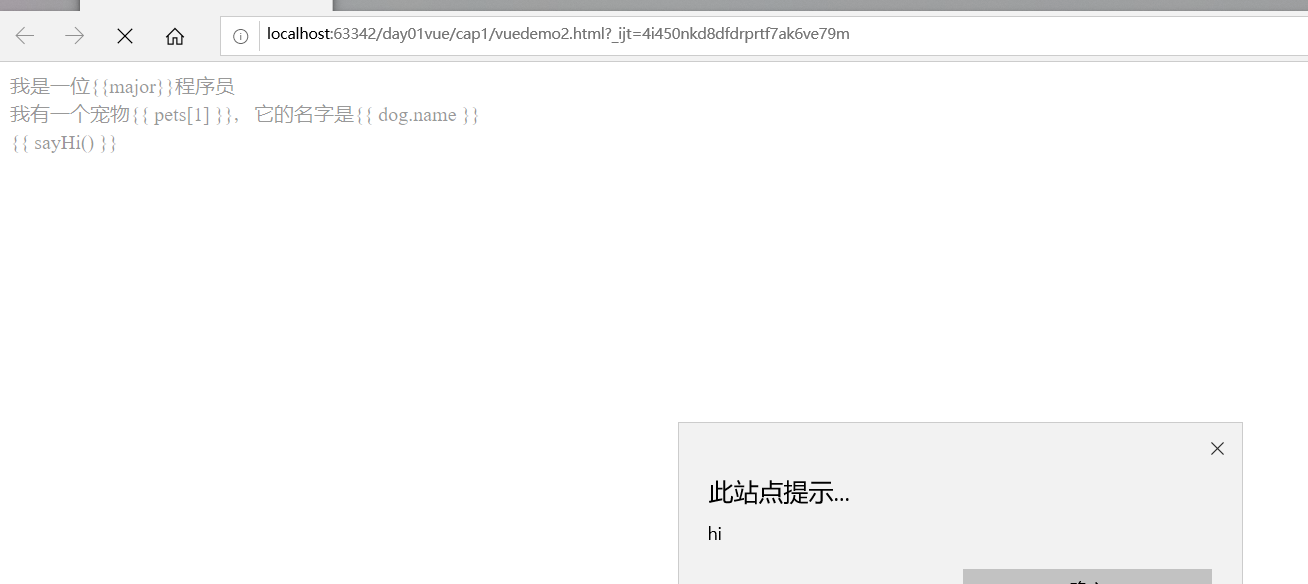 localhost:63342/day01vue/cap1/vuedemo2.html?_ijt=4i450nkd8dfdrprtf7ak6ve79m
我是一位{{major}}程序员
我有一个宠物{{ pets[1] }}，它的名字是{{ dog.name }}
{{ sayHi() }}
此站点提示...
hi